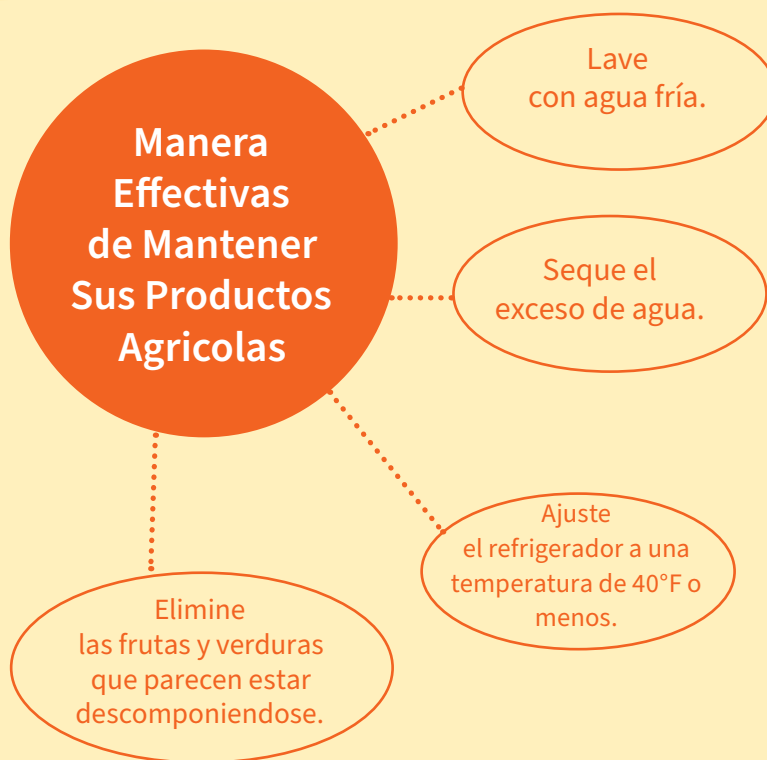 Manera
Effectivas
de Mantener
Sus Productos
Agricolas
Lave
con agua fría.
Seque el
exceso de agua.
Ajuste
el refrigerador a una
temperatura de 40°F o
menos.
Elimine
las frutas y verduras
que parecen estar
descomponiendose.